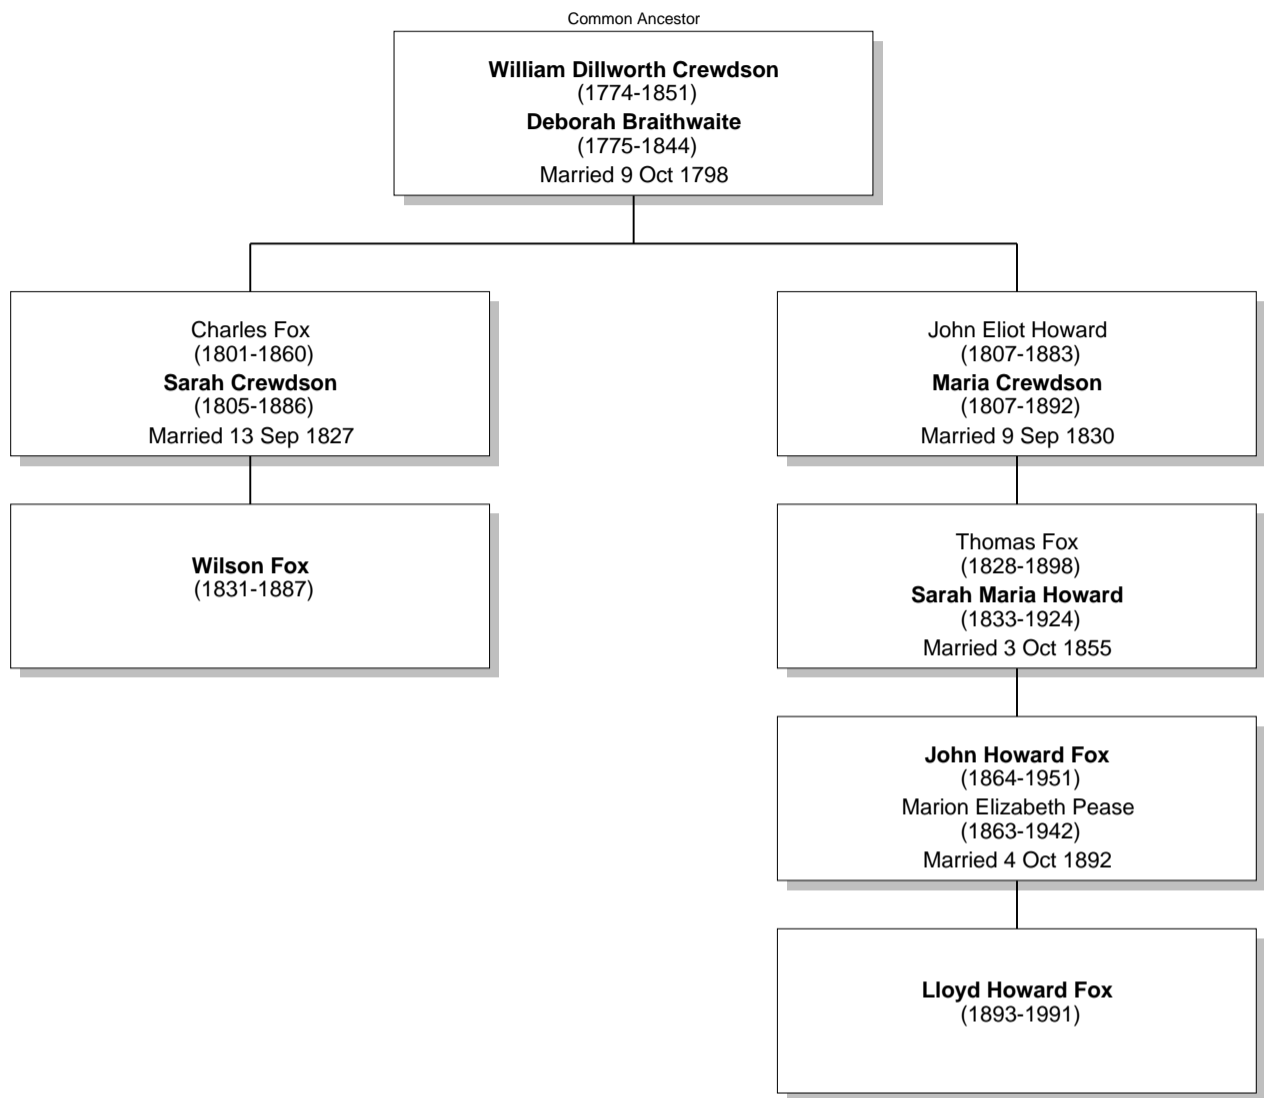 Common Ancestor
William Dillworth Crewdson
(1774-1851)
Deborah Braithwaite
(1775-1844)
Married 9 Oct 1798
Charles Fox
(1801-1860)
Sarah Crewdson
(1805-1886)
Married 13 Sep 1827
John Eliot Howard
(1807-1883)
Maria Crewdson
(1807-1892)
Married 9 Sep 1830
Wilson Fox
(1831-1887)
Thomas Fox
(1828-1898)
Sarah Maria Howard
(1833-1924)
Married 3 Oct 1855
John Howard Fox
(1864-1951)
Marion Elizabeth Pease
(1863-1942)
Married 4 Oct 1892
Lloyd Howard Fox
(1893-1991)